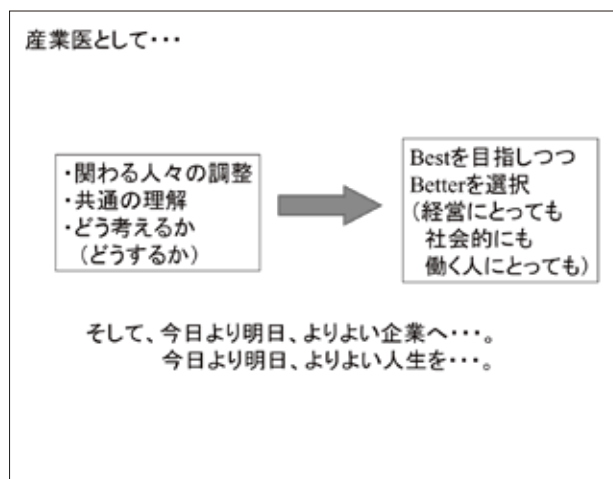 産業医として・・・
・関わる人々の調整
・共通の理解
・どう考えるか
（どうするか）
Bestを目指しつつ
Betterを選択
（経営にとっても
社会的にも
働く人にとっても）
そして、今日より明日、よりよい企業へ・・・。
今日より明日、よりよい人生を・・・。